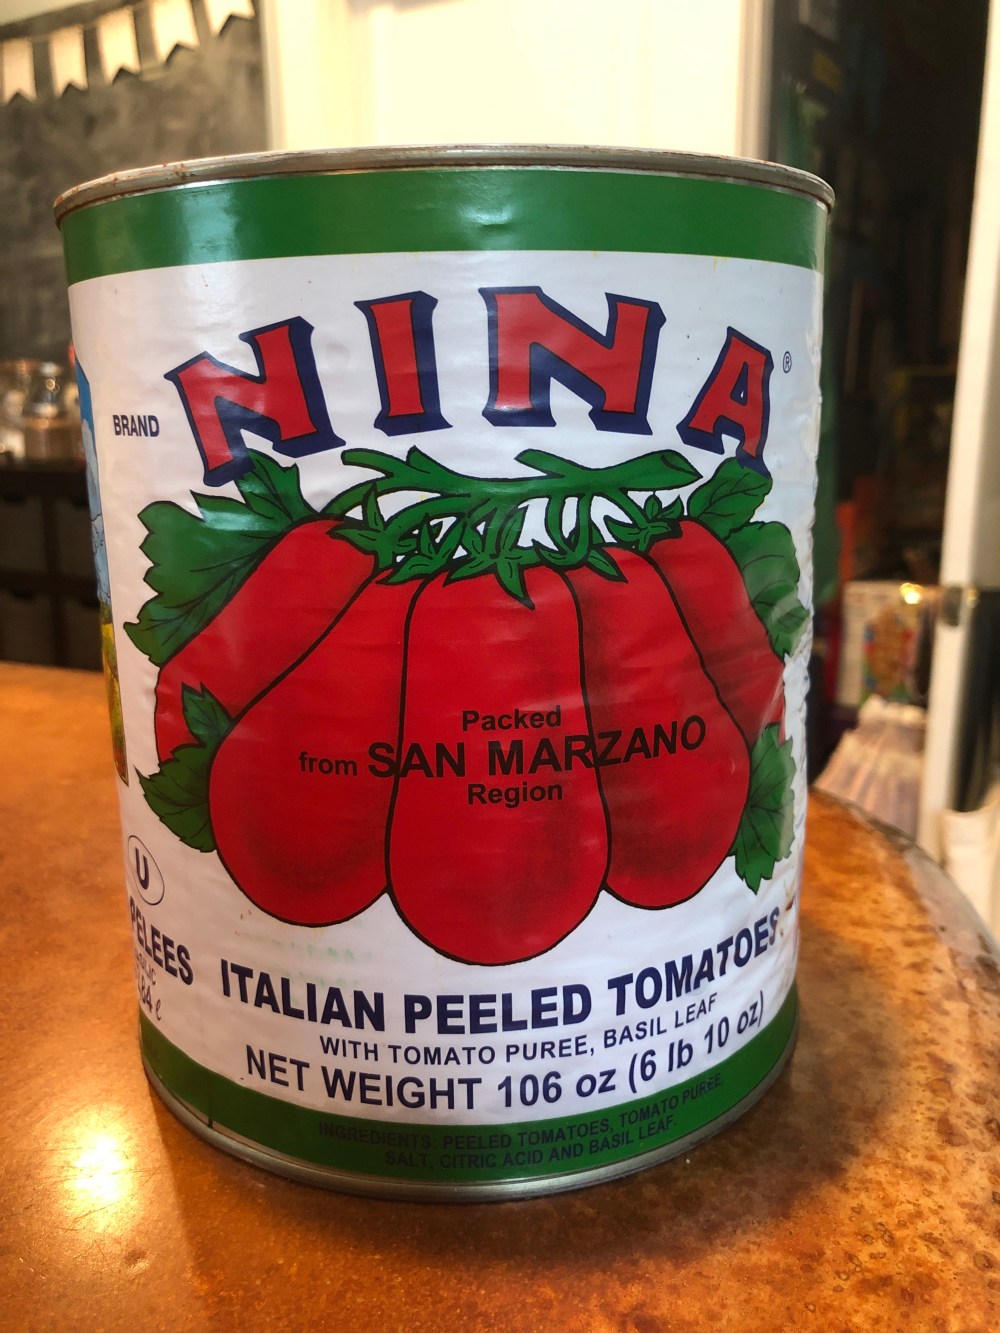 NINA
®
BRAND
Packed
from SAN MARZANO
Region
U
PELEES
ITALIAN PEELED TOMATOES
WITH TOMATO PUREE, BASIL LEAF
NET WEIGHT 106 oz (6 lb 10 oz)
INGREDIENTS: PEELED TOMATOES, TOMATO PUREE,
SALT, CITRIC ACID AND BASIL LEAF.